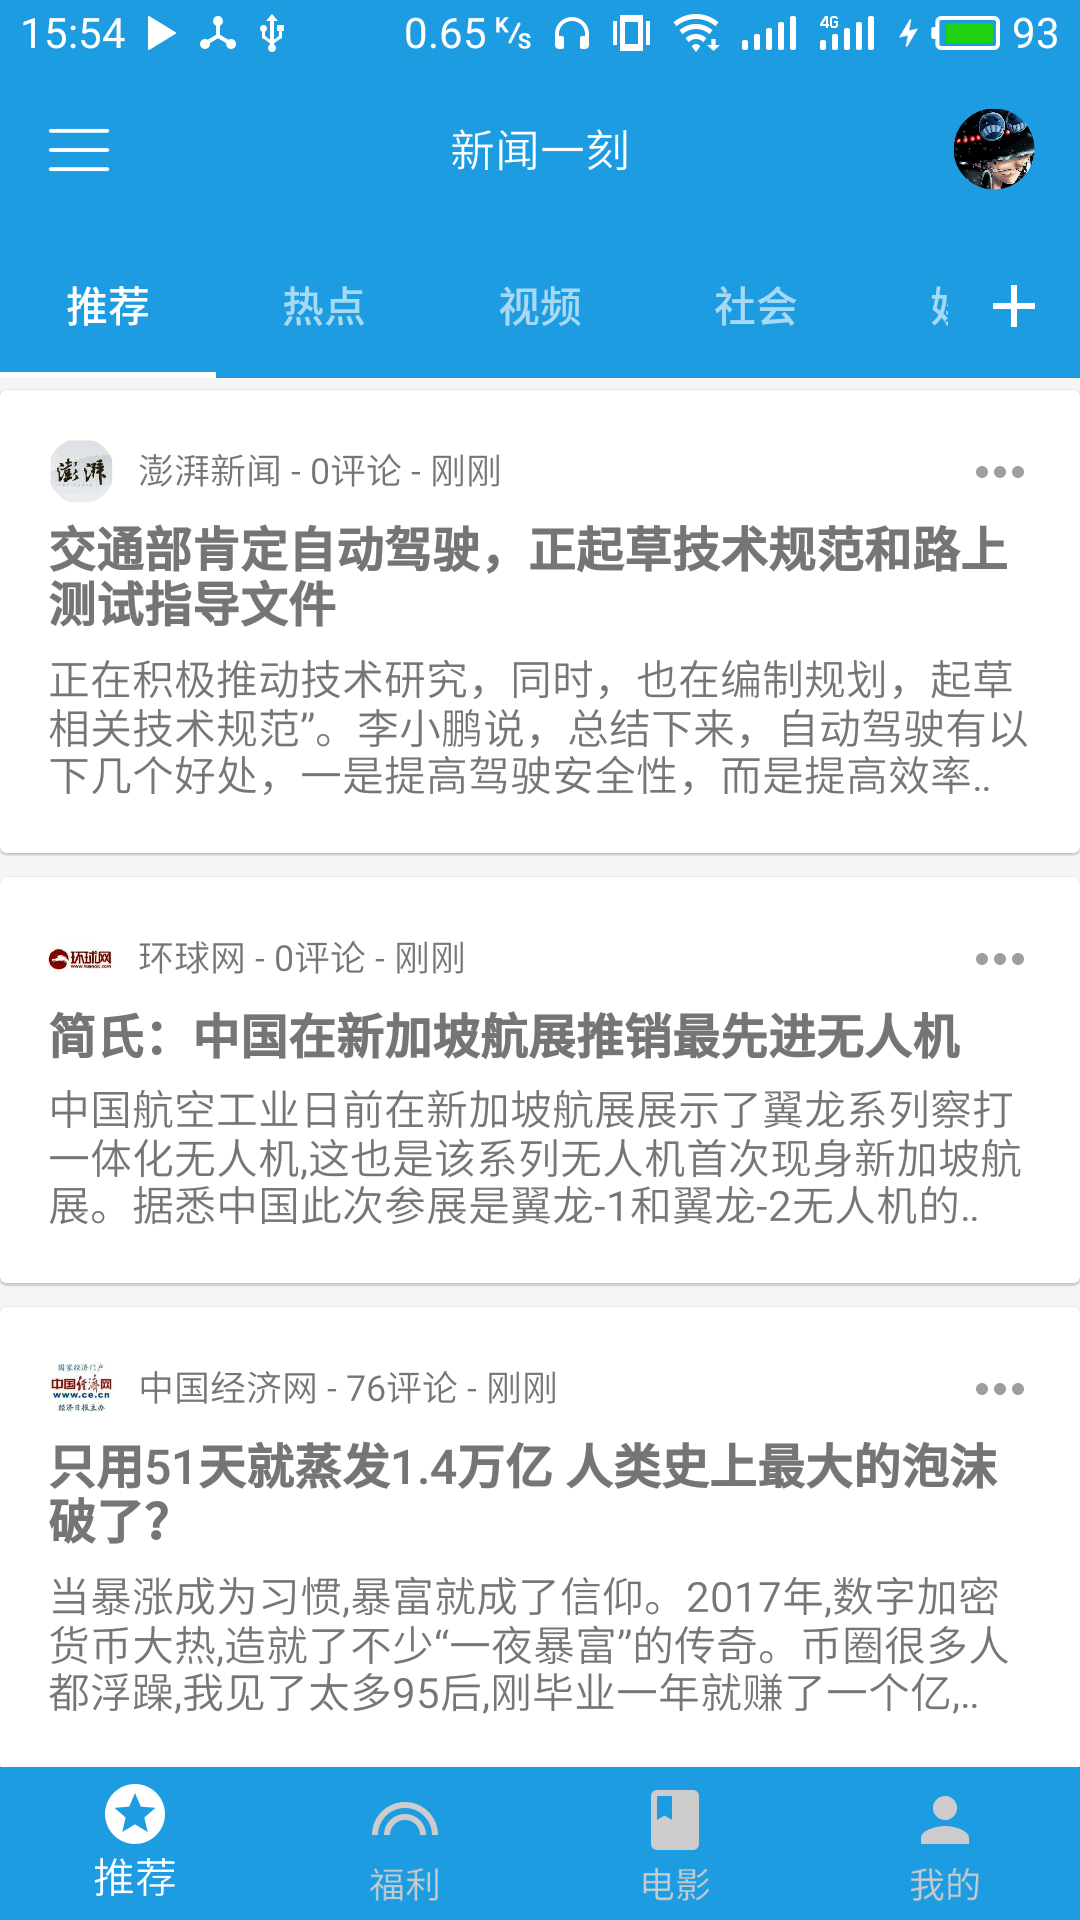 15:54 0.65 K/s 4G 93
新闻一刻
推荐 热点 视频 社会
澎湃
澎湃新闻 - 0评论 - 刚刚
交通部肯定自动驾驶，正起草技术规范和路上
测试指导文件
正在积极推动技术研究，同时，也在编制规划，起草
相关技术规范”。李小鹏说，总结下来，自动驾驶有以
下几个好处，一是提高驾驶安全性，而是提高效率..
环球网
环球网 - 0评论 - 刚刚
简氏：中国在新加坡航展推销最先进无人机
中国航空工业日前在新加坡航展展示了翼龙系列察打
一体化无人机,这也是该系列无人机首次现身新加坡航
展。据悉中国此次参展是翼龙-1和翼龙-2无人机的..
国家经济门户
中国经济网
www.ce.cn
经济日报主办
中国经济网 - 76评论 - 刚刚
只用51天就蒸发1.4万亿 人类史上最大的泡沫
破了?
当暴涨成为习惯,暴富就成了信仰。2017年,数字加密
货币大热,造就了不少“一夜暴富”的传奇。币圈很多人
都浮躁,我见了太多95后,刚毕业一年就赚了一个亿,..
推荐 福利 电影 我的